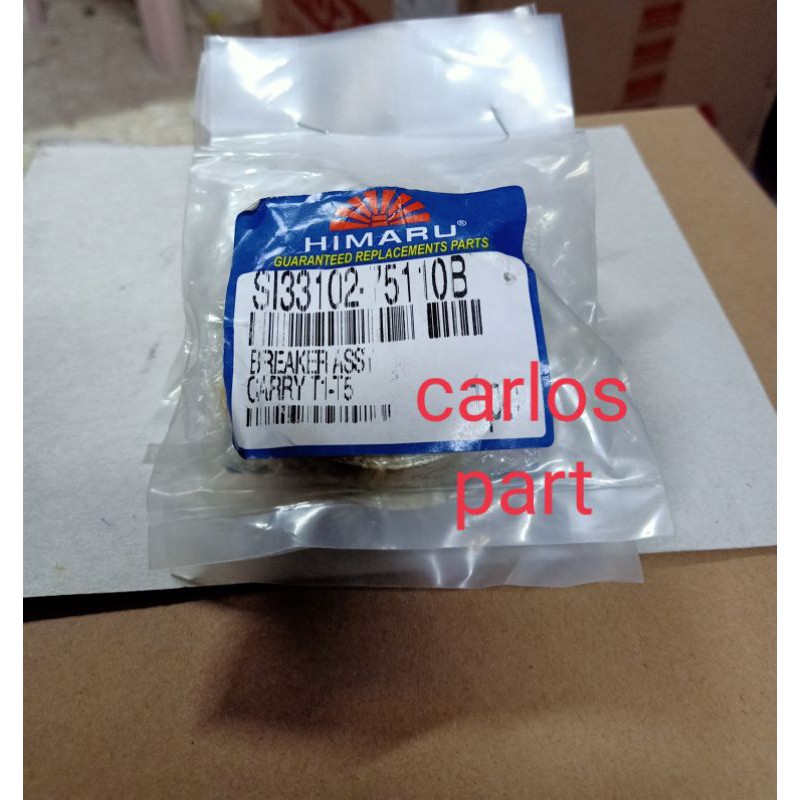 HIMARU®
GUARANTEED REPLACEMENTS PARTS
SI33102-75110B
BREAKER ASSY
CARRY T1-T5
carlos
part